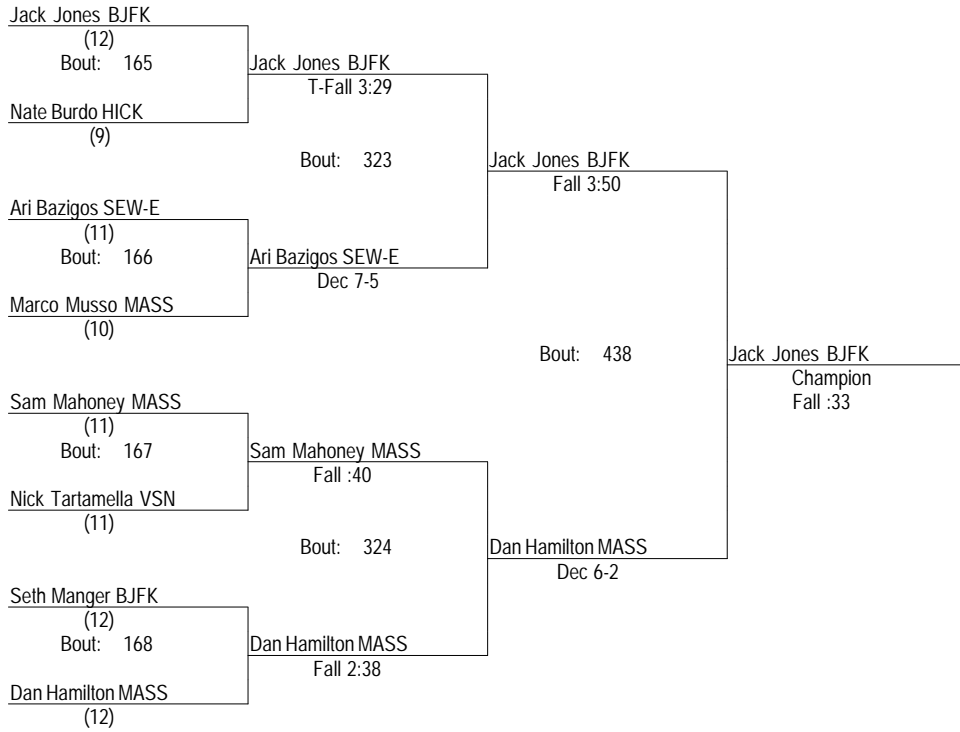 Jack Jones BJFK
(12)
Bout: 165
Jack Jones BJFK
T-Fall 3:29
Nate Burdo HICK
(9)
Bout: 323
Jack Jones BJFK
Fall 3:50
Ari Bazigos SEW-E
(11)
Bout: 166
Ari Bazigos SEW-E
Dec 7-5
Marco Musso MASS
(10)
Bout: 438
Jack Jones BJFK
Champion
Fall :33
Sam Mahoney MASS
(11)
Bout: 167
Sam Mahoney MASS
Fall :40
Nick Tartamella VSN
(11)
Bout: 324
Dan Hamilton MASS
Dec 6-2
Seth Manger BJFK
(12)
Bout: 168
Dan Hamilton MASS
Fall 2:38
Dan Hamilton MASS
(12)